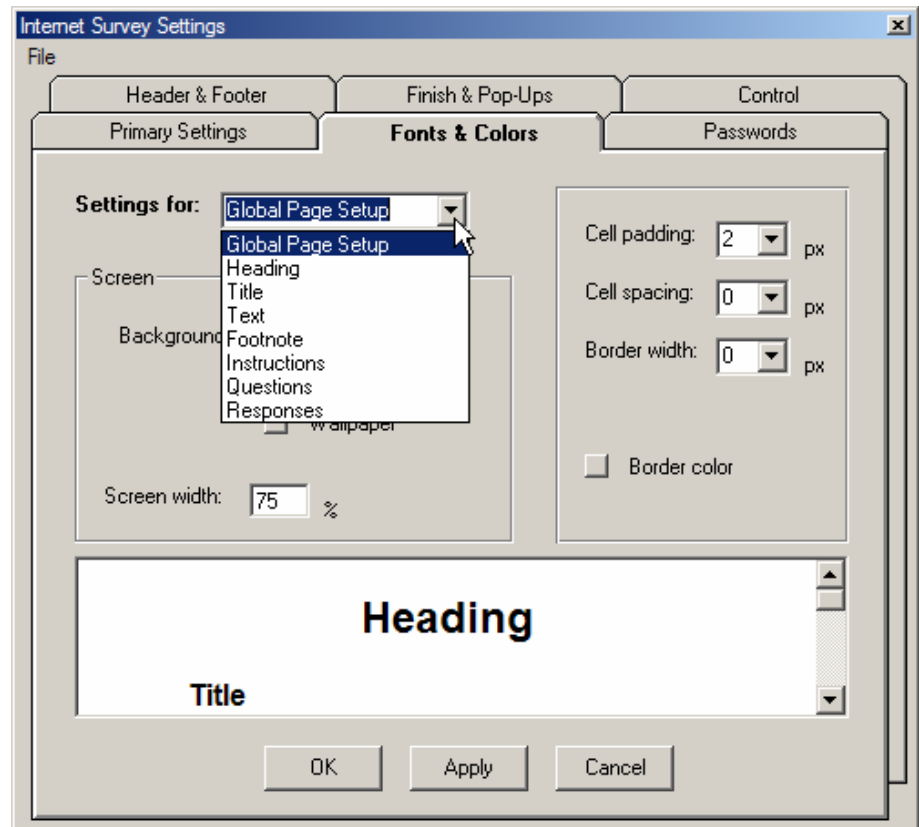 Internet Survey Settings
File
Header & Footer
Finish & Pop-Ups
Control
Primary Settings
Fonts & Colors
Passwords
Settings for:
Global Page Setup
Global Page Setup
Heading
Title
Text
Footnote
Instructions
Questions
Responses
Screen
Background
Wallpaper
Screen width:
75
%
Cell padding:
2
px
Cell spacing:
0
px
Border width:
0
px
Border color
Heading
Title
OK
Apply
Cancel